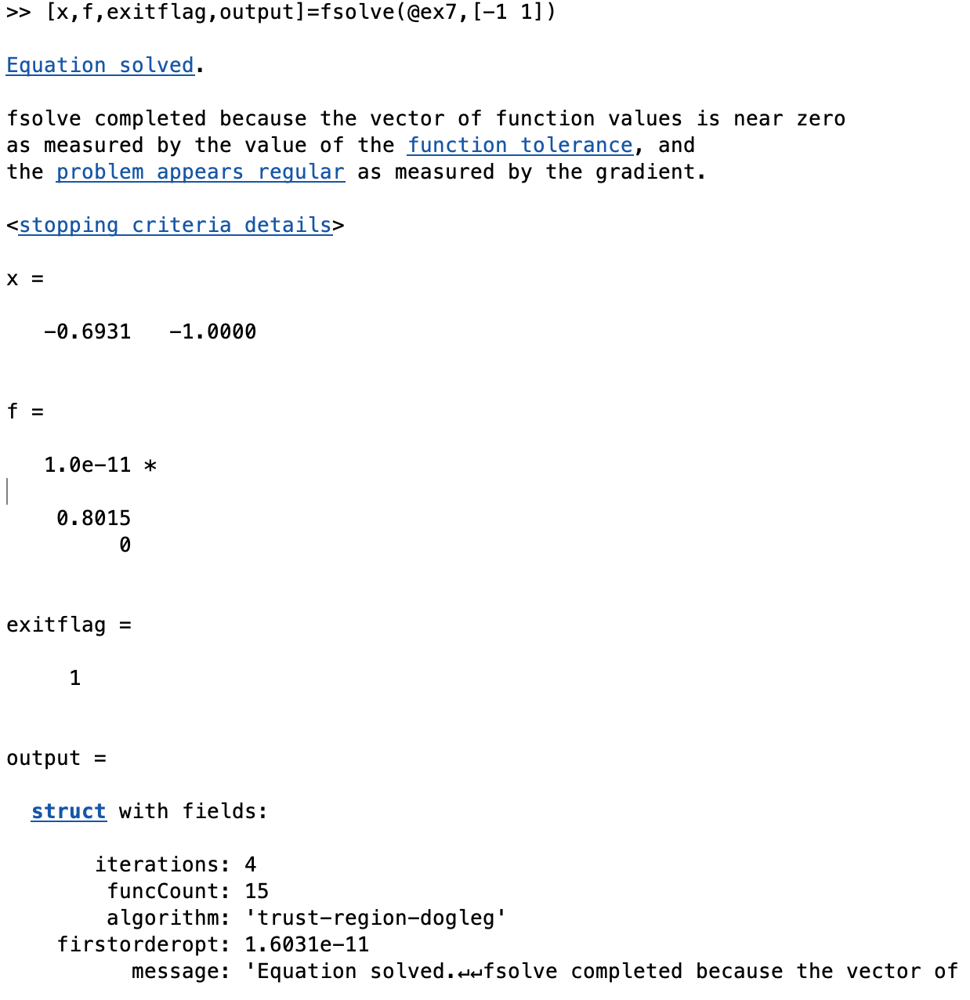 >> [x,f,exitflag,output]=fsolve(@ex7,[-1 1])
Equation solved.
fsolve completed because the vector of function values is near zero
as measured by the value of the function tolerance, and
the problem appears regular as measured by the gradient.
<stopping criteria details>
x =
-0.6931 -1.0000
f =
1.0e-11 *
0.8015
0
exitflag =
1
output =
struct with fields:
iterations: 4
funcCount: 15
algorithm: 'trust-region-dogleg'
firstorderopt: 1.6031e-11
message: 'Equation solved.↵↵fsolve completed because the vector of